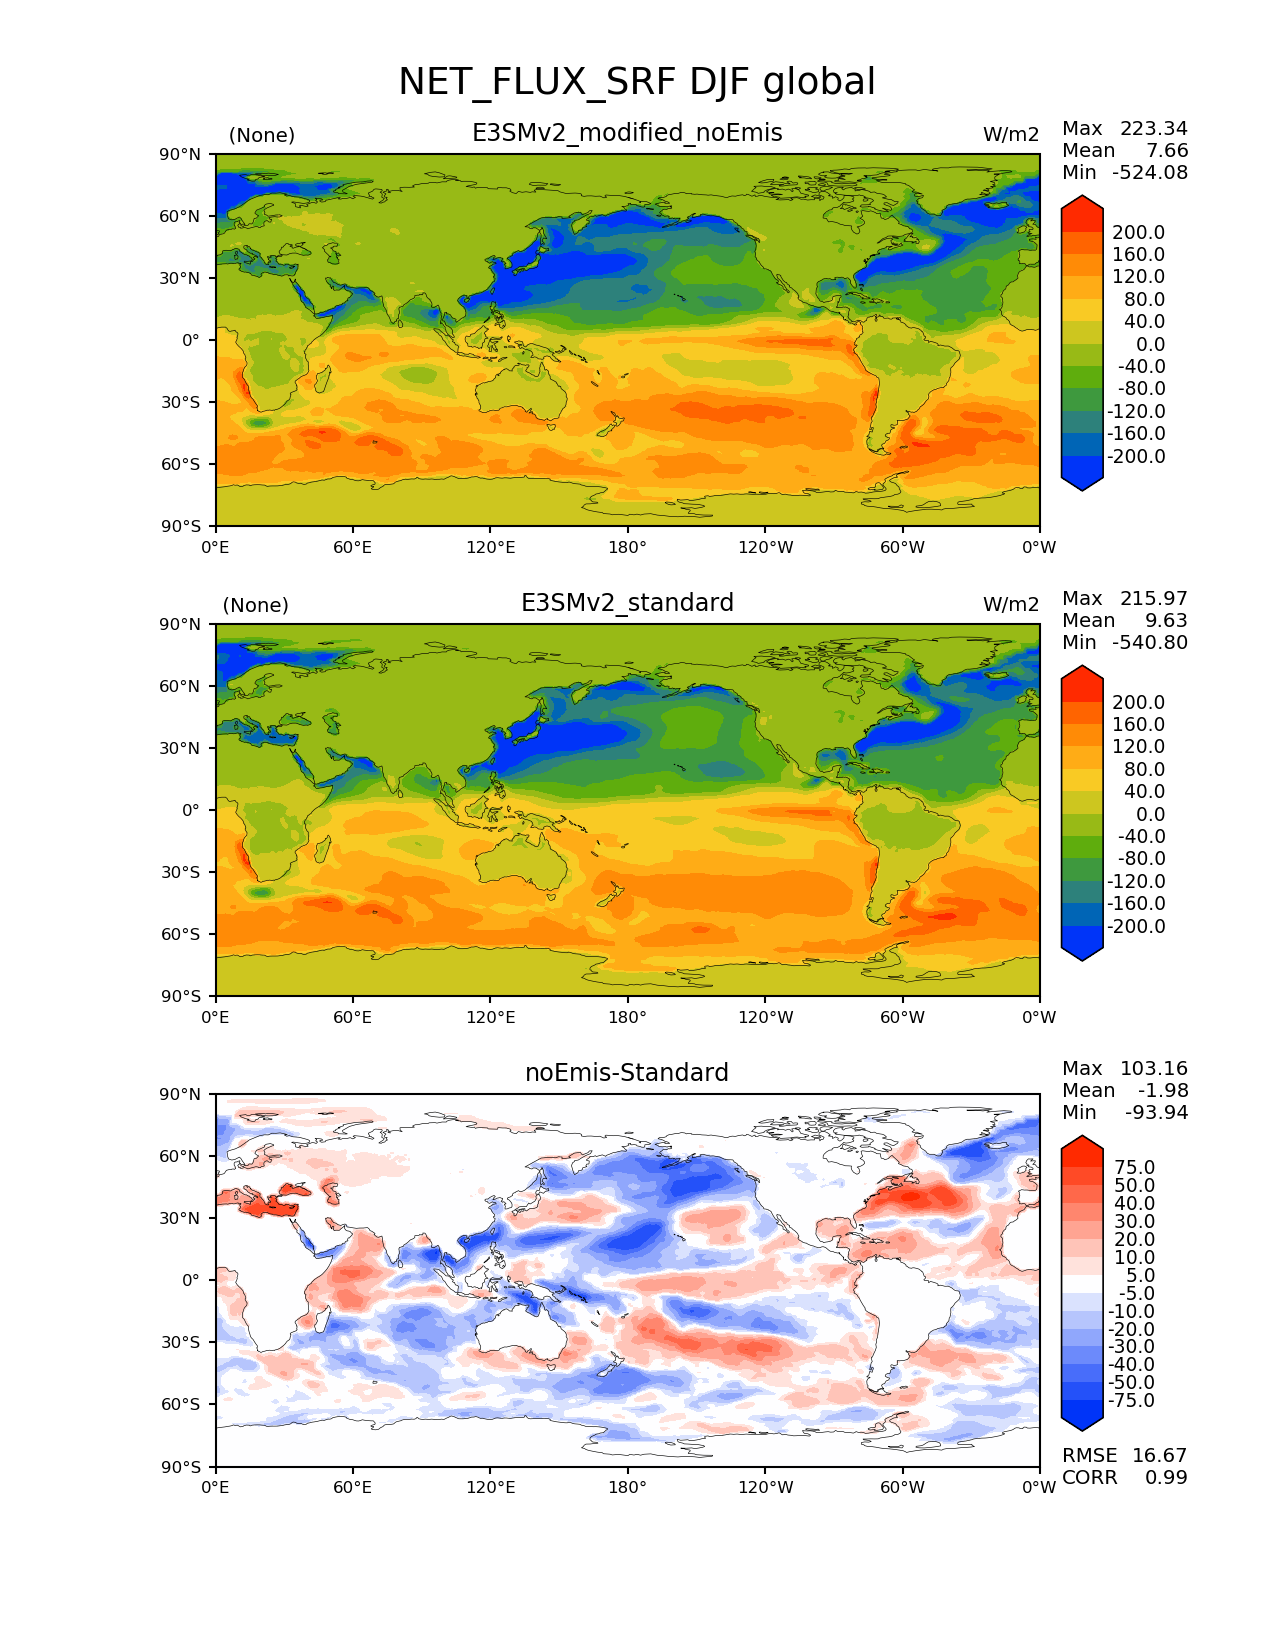 NET_FLUX_SRF DJF global
(None) E3SMv2_modified_noEmis W/m2
Max 223.34
Mean 7.66
Min -524.08
90°N
60°N
30°N
0°
30°S
60°S
90°S
0°E 60°E 120°E 180° 120°W 60°W 0°W
200.0
160.0
120.0
80.0
40.0
0.0
-40.0
-80.0
-120.0
-160.0
-200.0
(None) E3SMv2_standard W/m2
Max 215.97
Mean 9.63
Min -540.80
90°N
60°N
30°N
0°
30°S
60°S
90°S
0°E 60°E 120°E 180° 120°W 60°W 0°W
200.0
160.0
120.0
80.0
40.0
0.0
-40.0
-80.0
-120.0
-160.0
-200.0
noEmis-Standard
Max 103.16
Mean -1.98
Min -93.94
90°N
60°N
30°N
0°
30°S
60°S
90°S
0°E 60°E 120°E 180° 120°W 60°W 0°W
75.0
50.0
40.0
30.0
20.0
10.0
5.0
-5.0
-10.0
-20.0
-30.0
-40.0
-50.0
-75.0
RMSE 16.67
CORR 0.99